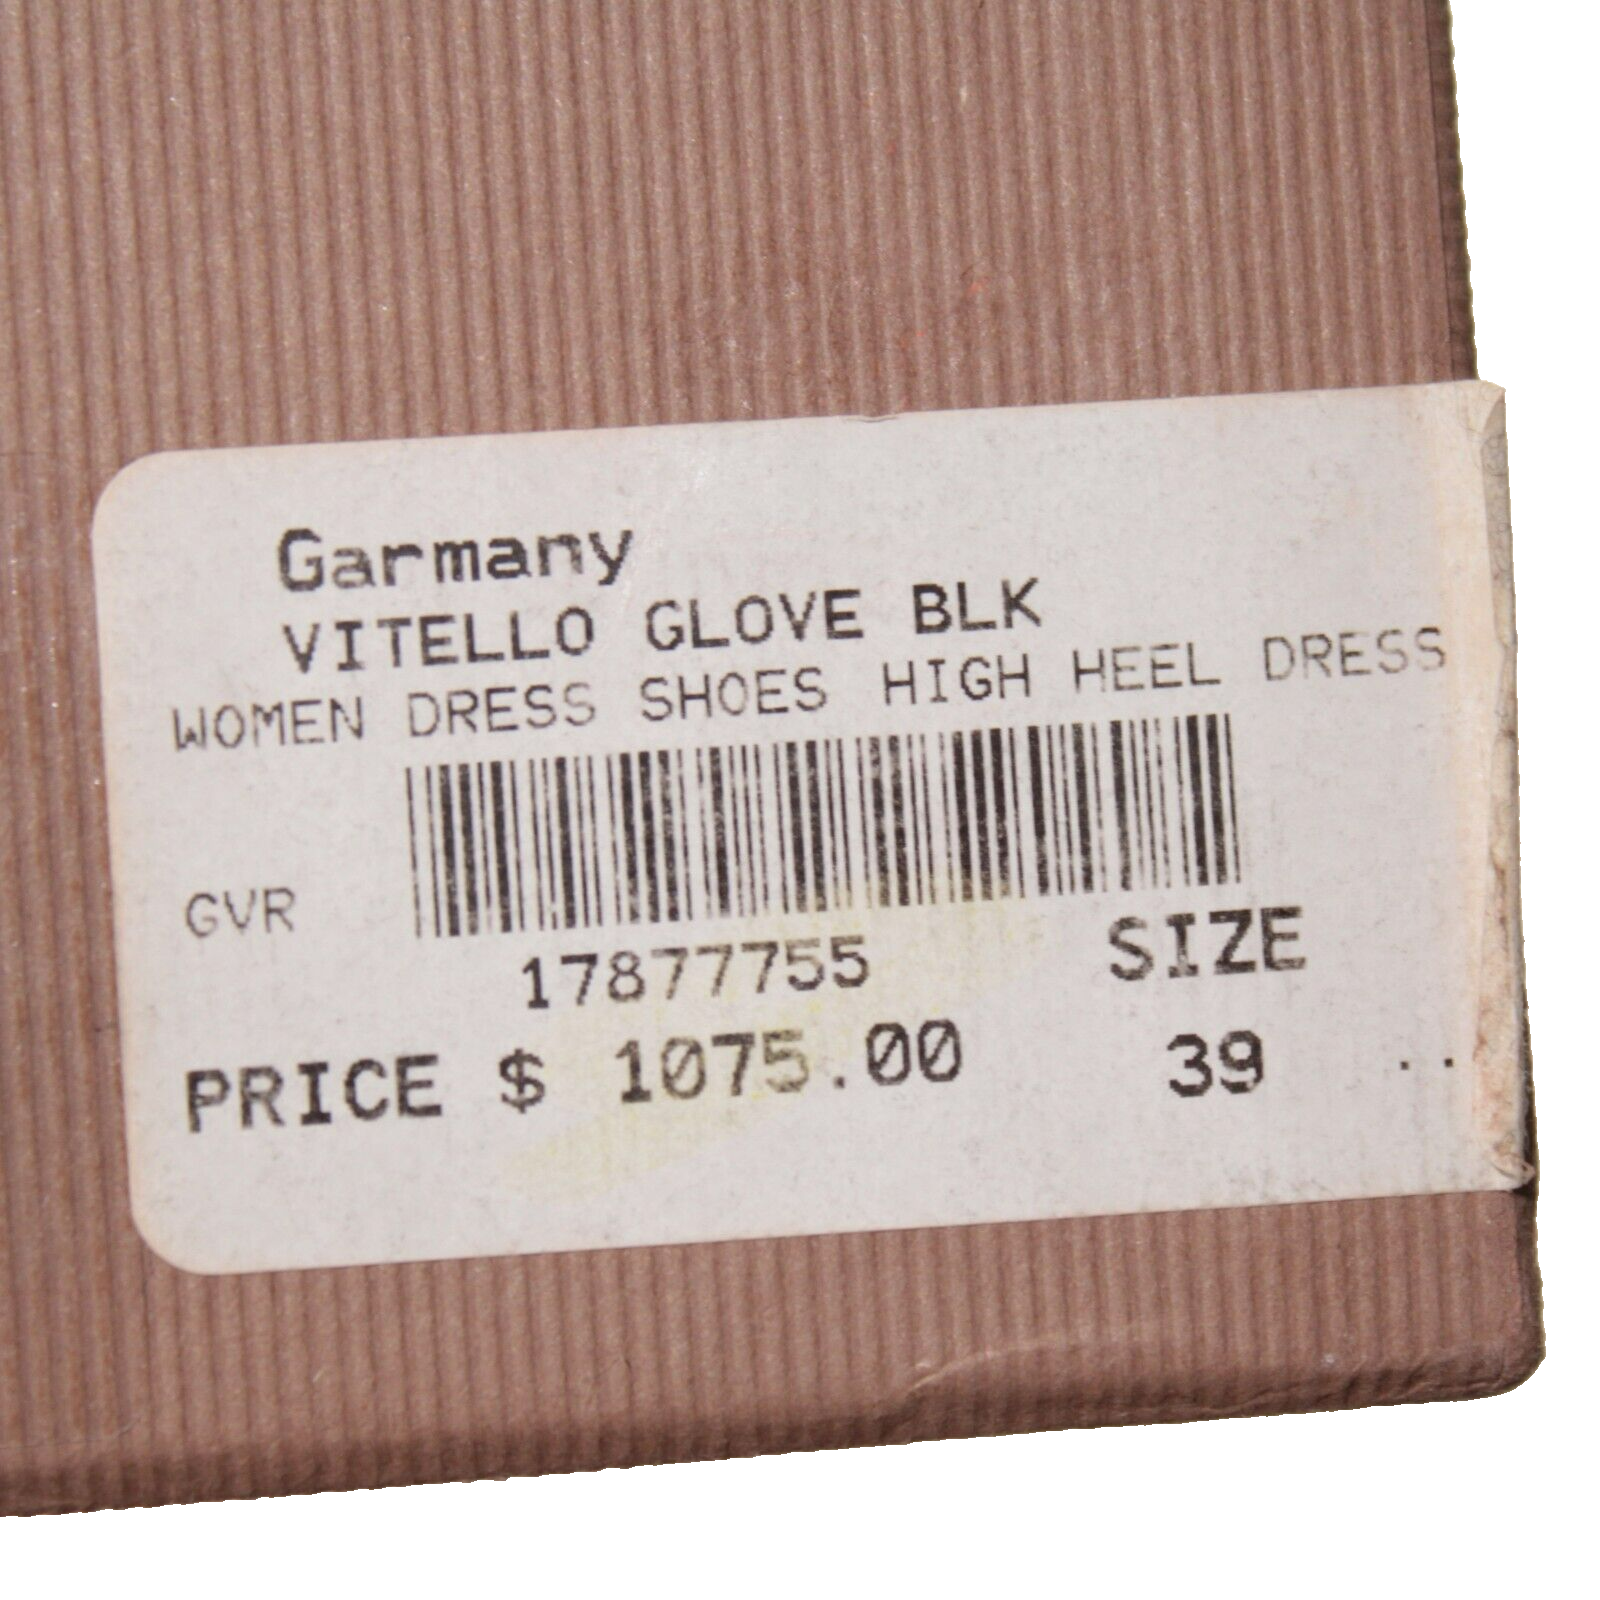 Garmany
VITELLO GLOVE BLK
WOMEN DRESS SHOES HIGH HEEL DRESS
GVR
17877755 SIZE
PRICE $ 1075.00 39 ..